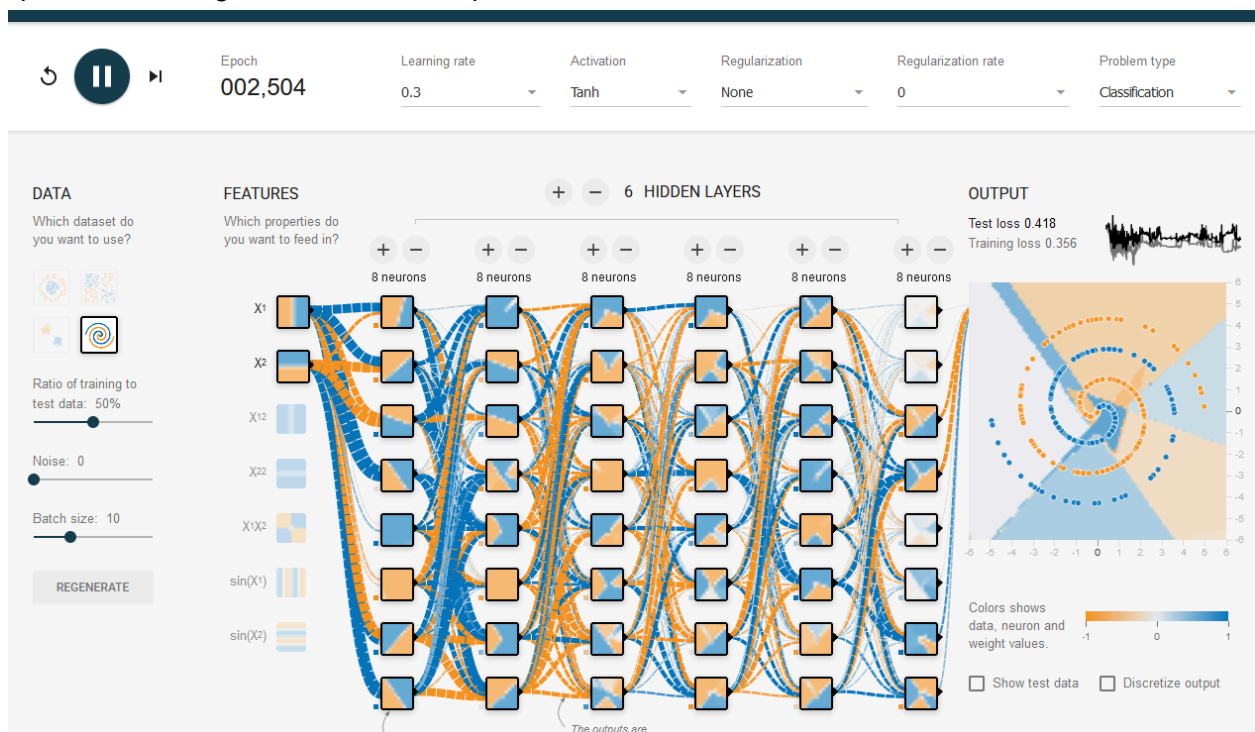 Epoch
002,504
Learning rate
0.3
Activation
Tanh
Regularization
None
Regularization rate
0
Problem type
Classification
DATA
Which dataset do
you want to use?
Ratio of training to
test data: 50%
Noise: 0
Batch size: 10
REGENERATE
FEATURES
Which properties do
you want to feed in?
X1
X2
X12
X22
X1X2
sin(X1)
sin(X2)
+ − 6 HIDDEN LAYERS
+ − + − + − + − + − + −
8 neurons 8 neurons 8 neurons 8 neurons 8 neurons 8 neurons
The outputs are
OUTPUT
Test loss 0.418
Training loss 0.356
6
5
4
3
2
1
0
-1
-2
-3
-4
-5
-6
-6 -5 -4 -3 -2 -1 0 1 2 3 4 5 6
Colors shows
data, neuron and
weight values.
-1 0 1
Show test data Discretize output